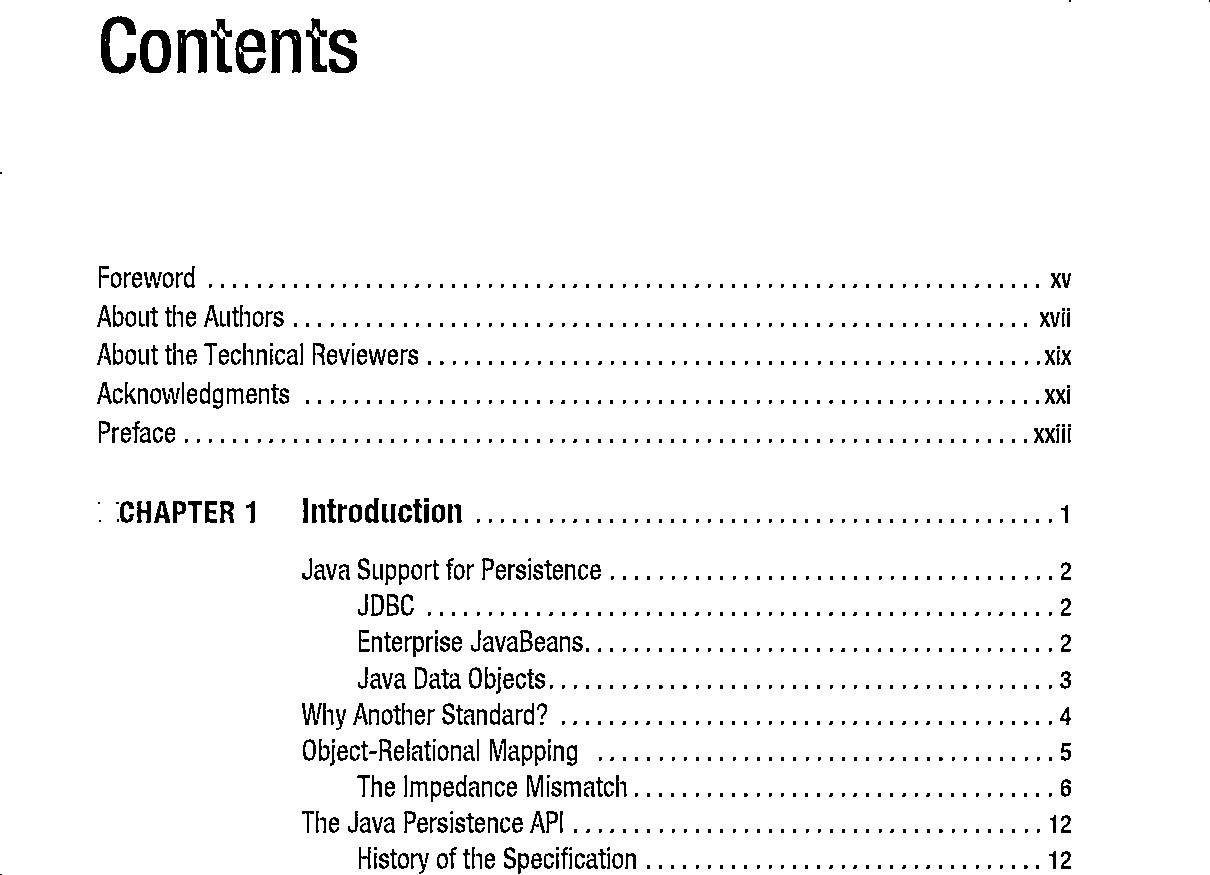 Contents
Foreword ..................................................................... xv
About the Authors ............................................................. xvii
About the Technical Reviewers ................................................... xix
Acknowledgments ............................................................. xxi
Preface ...................................................................... xxiii
CHAPTER 1 Introduction ................................................ 1
Java Support for Persistence ..................................... 2
JDBC .................................................... 2
Enterprise JavaBeans....................................... 2
Java Data Objects.......................................... 3
Why Another Standard? ......................................... 4
Object-Relational Mapping ...................................... 5
The Impedance Mismatch................................... 6
The Java Persistence API ....................................... 12
History of the Specification ................................. 12